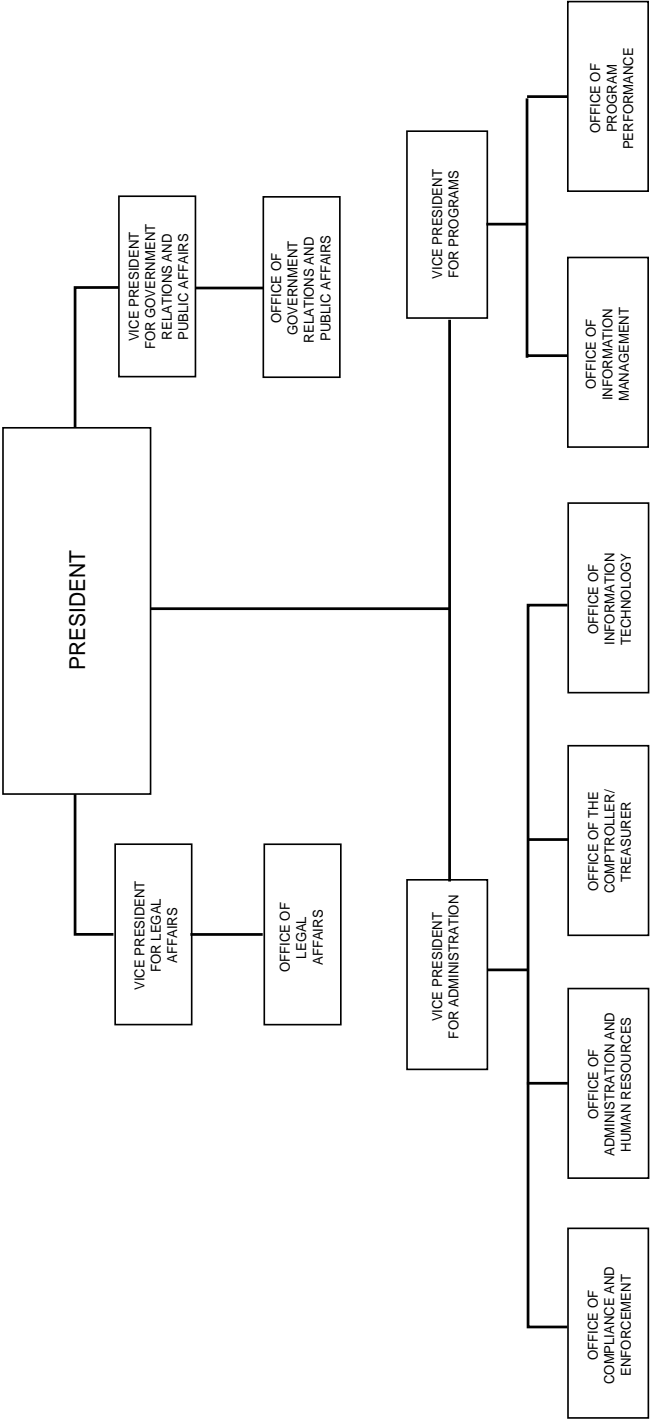 PRESIDENT
VICE PRESIDENT
FOR LEGAL
AFFAIRS
VICE PRESIDENT
FOR GOVERNMENT
RELATIONS AND
PUBLIC AFFAIRS
OFFICE OF
LEGAL
AFFAIRS
OFFICE OF
GOVERNMENT
RELATIONS AND
PUBLIC AFFAIRS
VICE PRESIDENT
FOR ADMINISTRATION
VICE PRESIDENT
FOR PROGRAMS
OFFICE OF
COMPLIANCE AND
ENFORCEMENT
OFFICE OF
ADMINISTRATION AND
HUMAN RESOURCES
OFFICE OF THE
COMPTROLLER/
TREASURER
OFFICE OF
INFORMATION
TECHNOLOGY
OFFICE OF
INFORMATION
MANAGEMENT
OFFICE OF
PROGRAM
PERFORMANCE